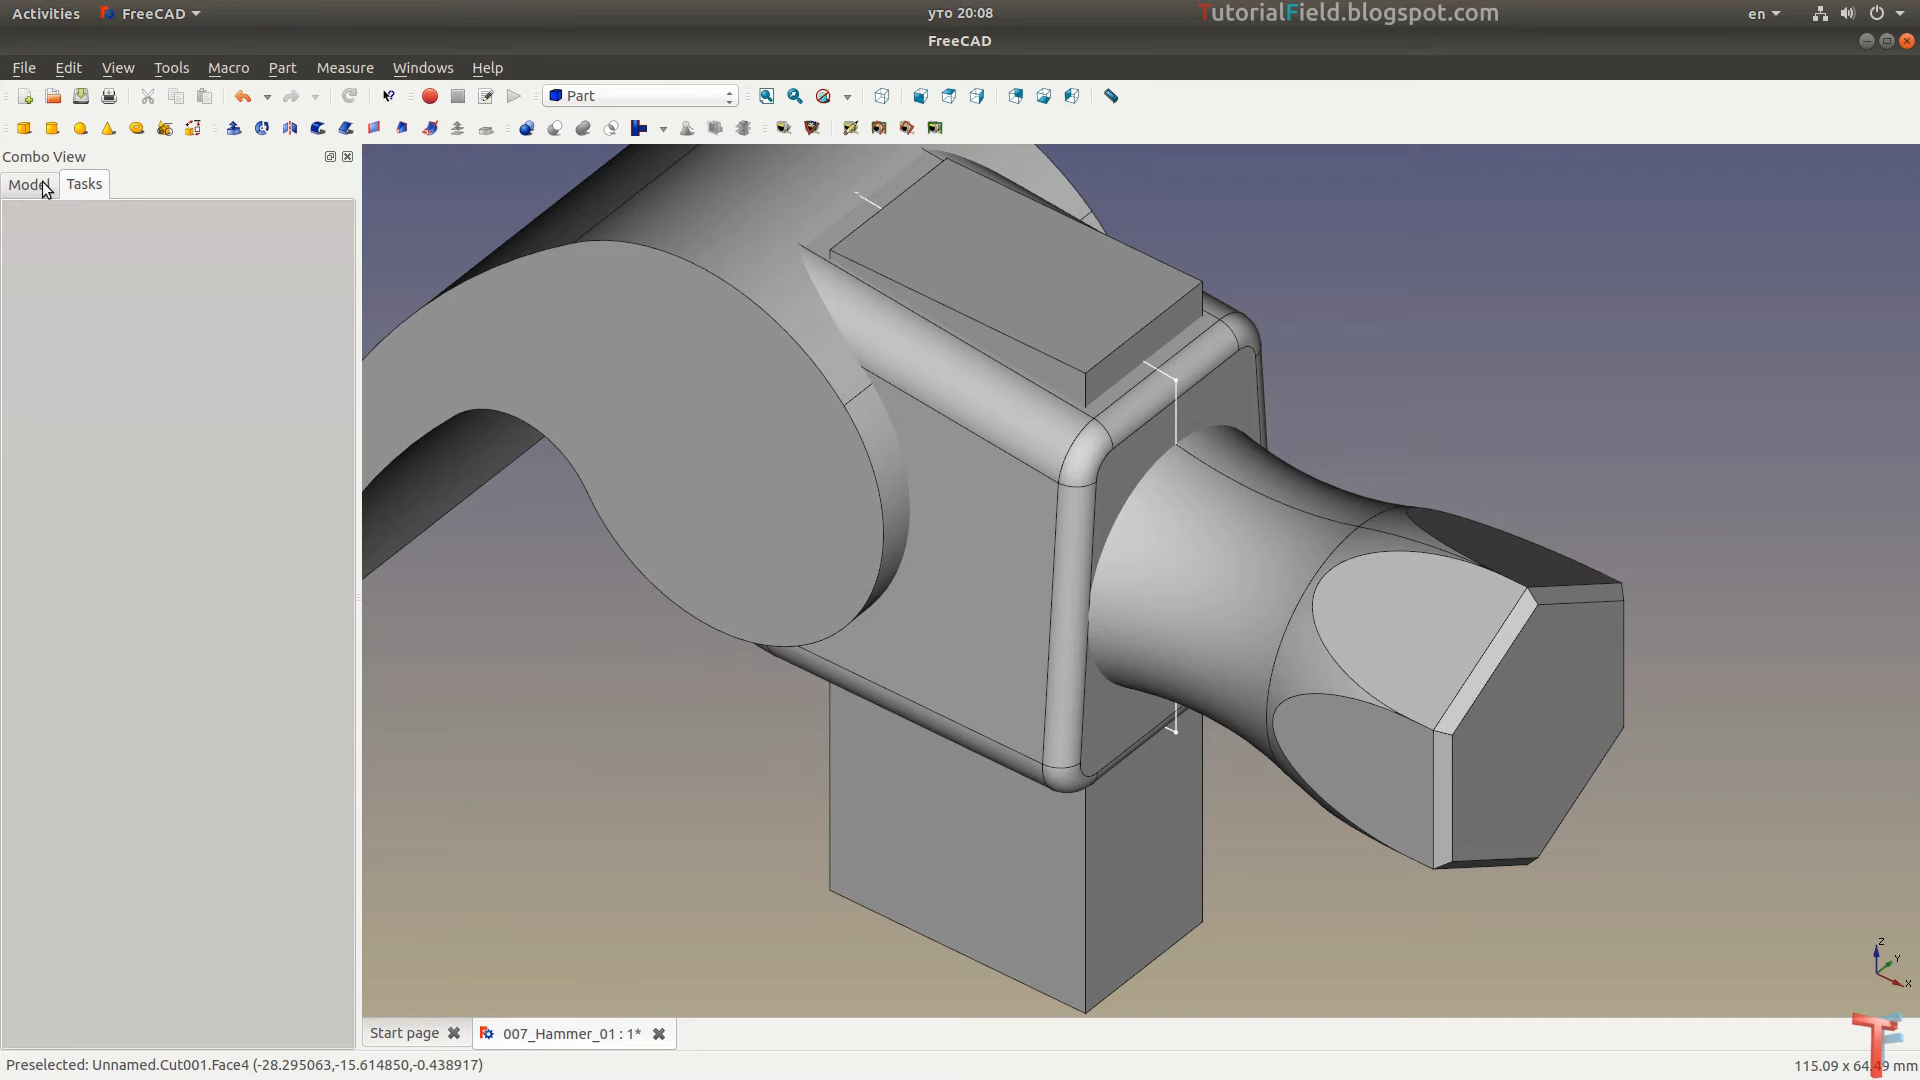 Activities FreeCAD уто 20:08 TutorialField.blogspot.com en
FreeCAD
File Edit View Tools Macro Part Measure Windows Help
Part
Combo View
Model Tasks
Z
Y
X
Start page 007_Hammer_01 : 1*
Preselected: Unnamed.Cut001.Face4 (-28.295063,-15.614850,-0.438917) 115.09 x 64.49 mm